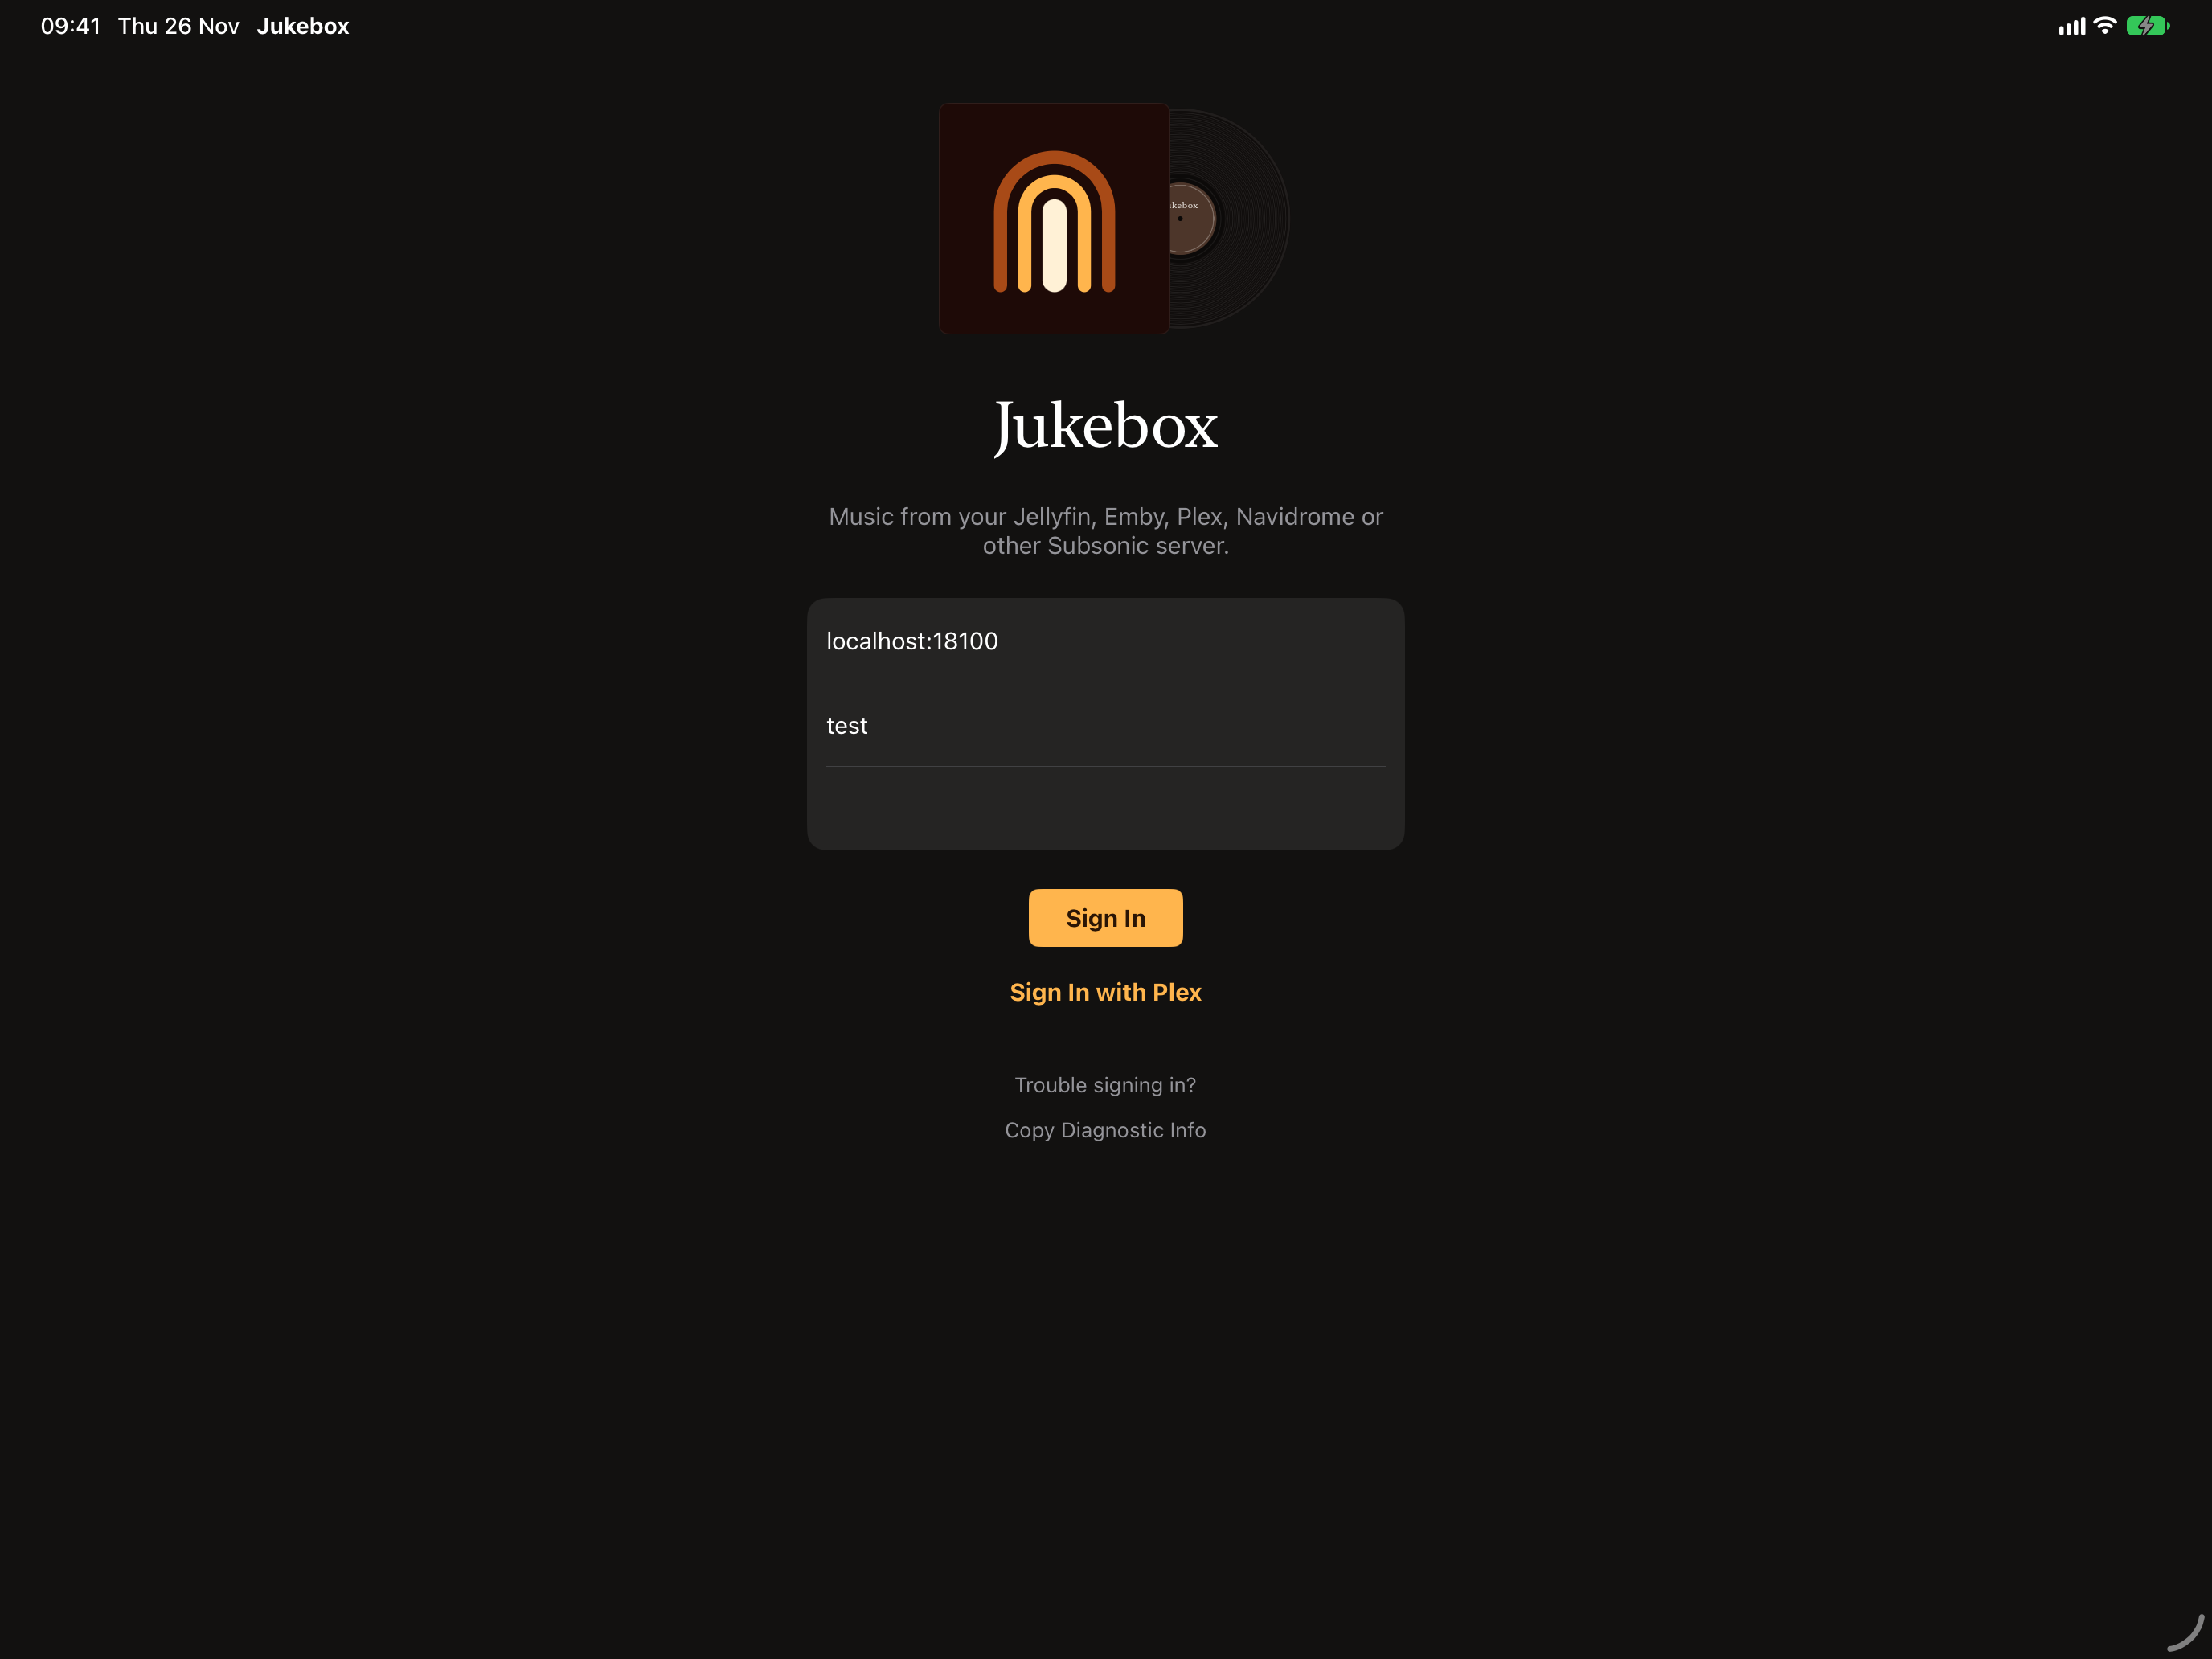 09:41 Thu 26 Nov Jukebox
kebox
Jukebox
Music from your Jellyfin, Emby, Plex, Navidrome or
other Subsonic server.
localhost:18100
test
Sign In
Sign In with Plex
Trouble signing in?
Copy Diagnostic Info